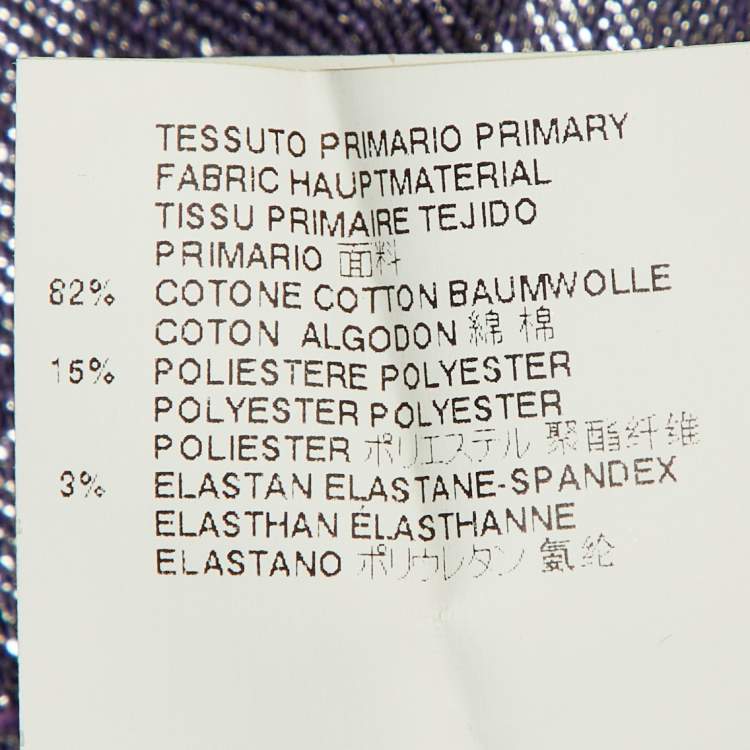 TESSUTO PRIMARIO PRIMARY
FABRIC HAUPTMATERIAL
TISSU PRIMAIRE TEJIDO
PRIMARIO 面料
82% COTONE COTTON BAUMWOLLE
COTON ALGODON 綿 棉
15% POLIESTERE POLYESTER
POLYESTER POLYESTER
POLIESTER ポリエステル 聚酯纤维
3% ELASTAN ELASTANE-SPANDEX
ELASTHAN ÉLASTHANNE
ELASTANO ポリウレタン 氨纶